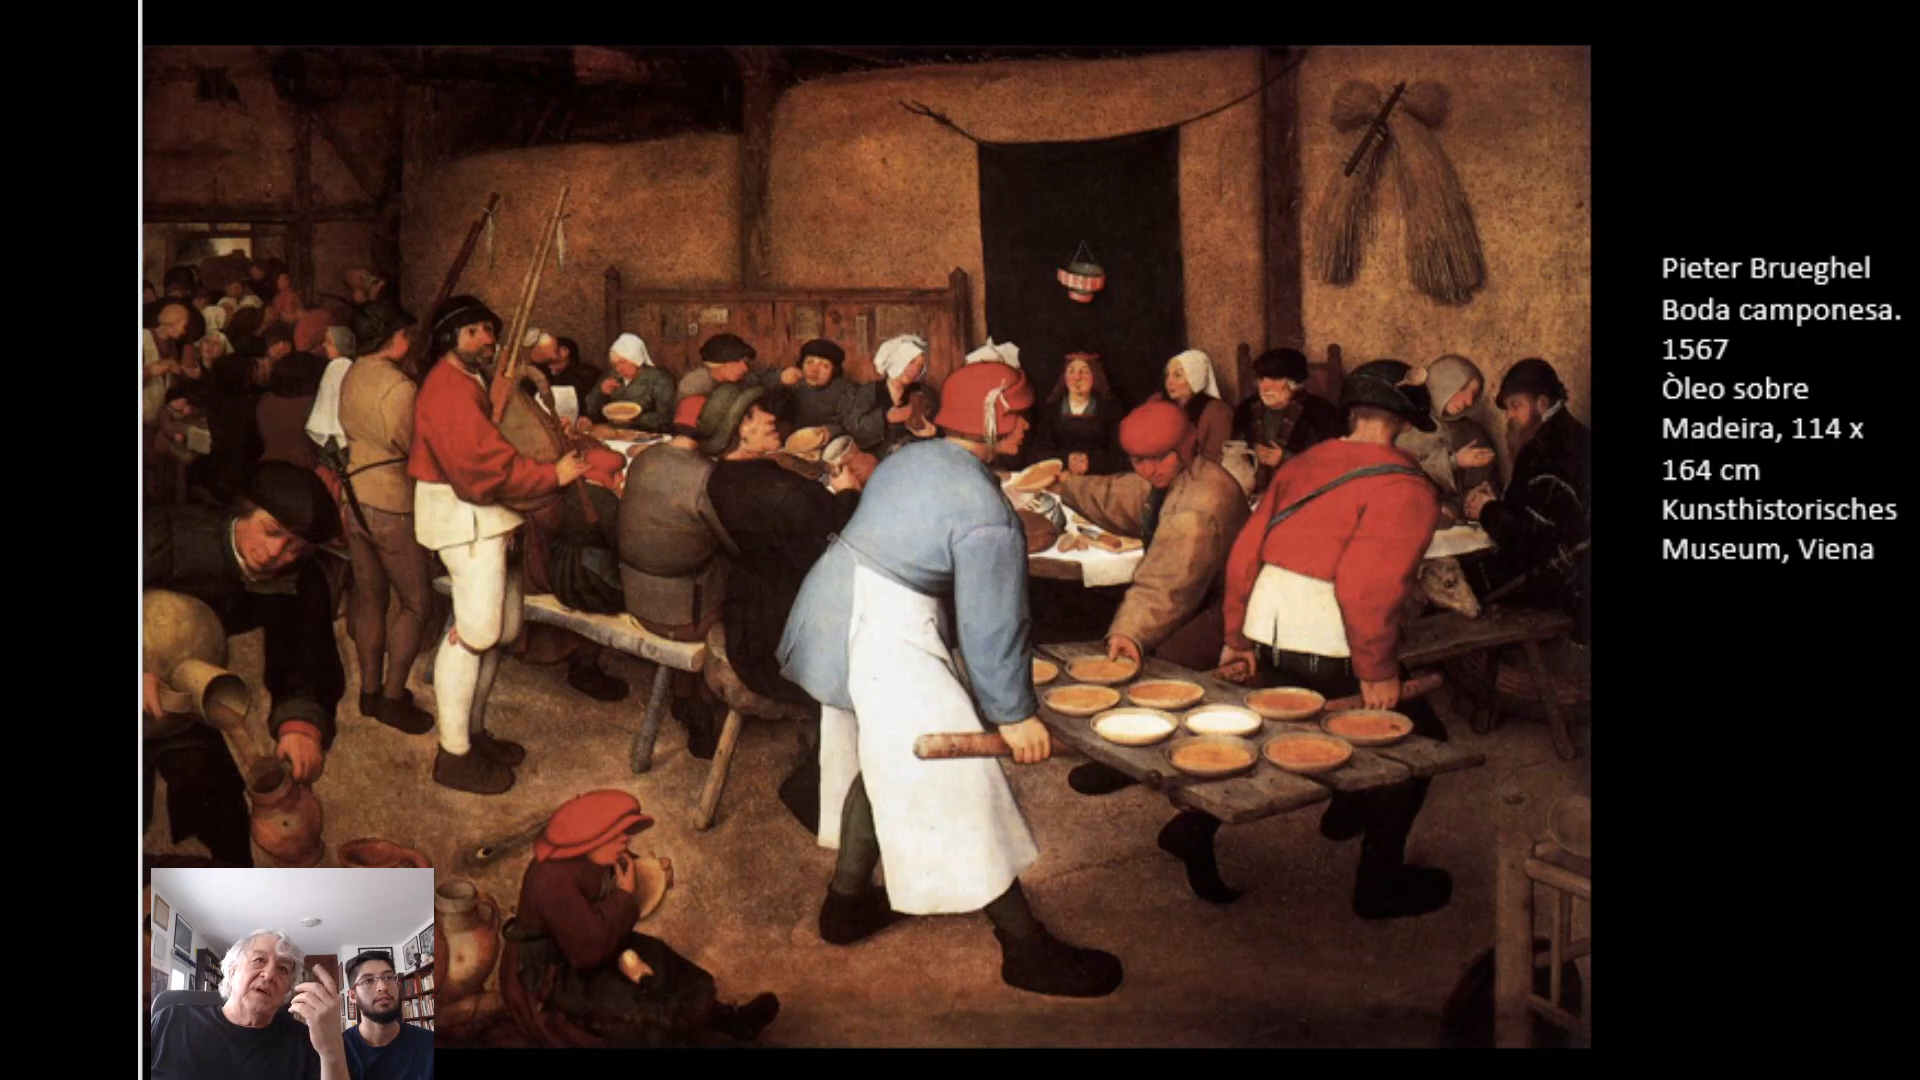 Pieter Brueghel
Boda camponesa.
1567
Òleo sobre
Madeira, 114 x
164 cm
Kunsthistorisches
Museum, Viena